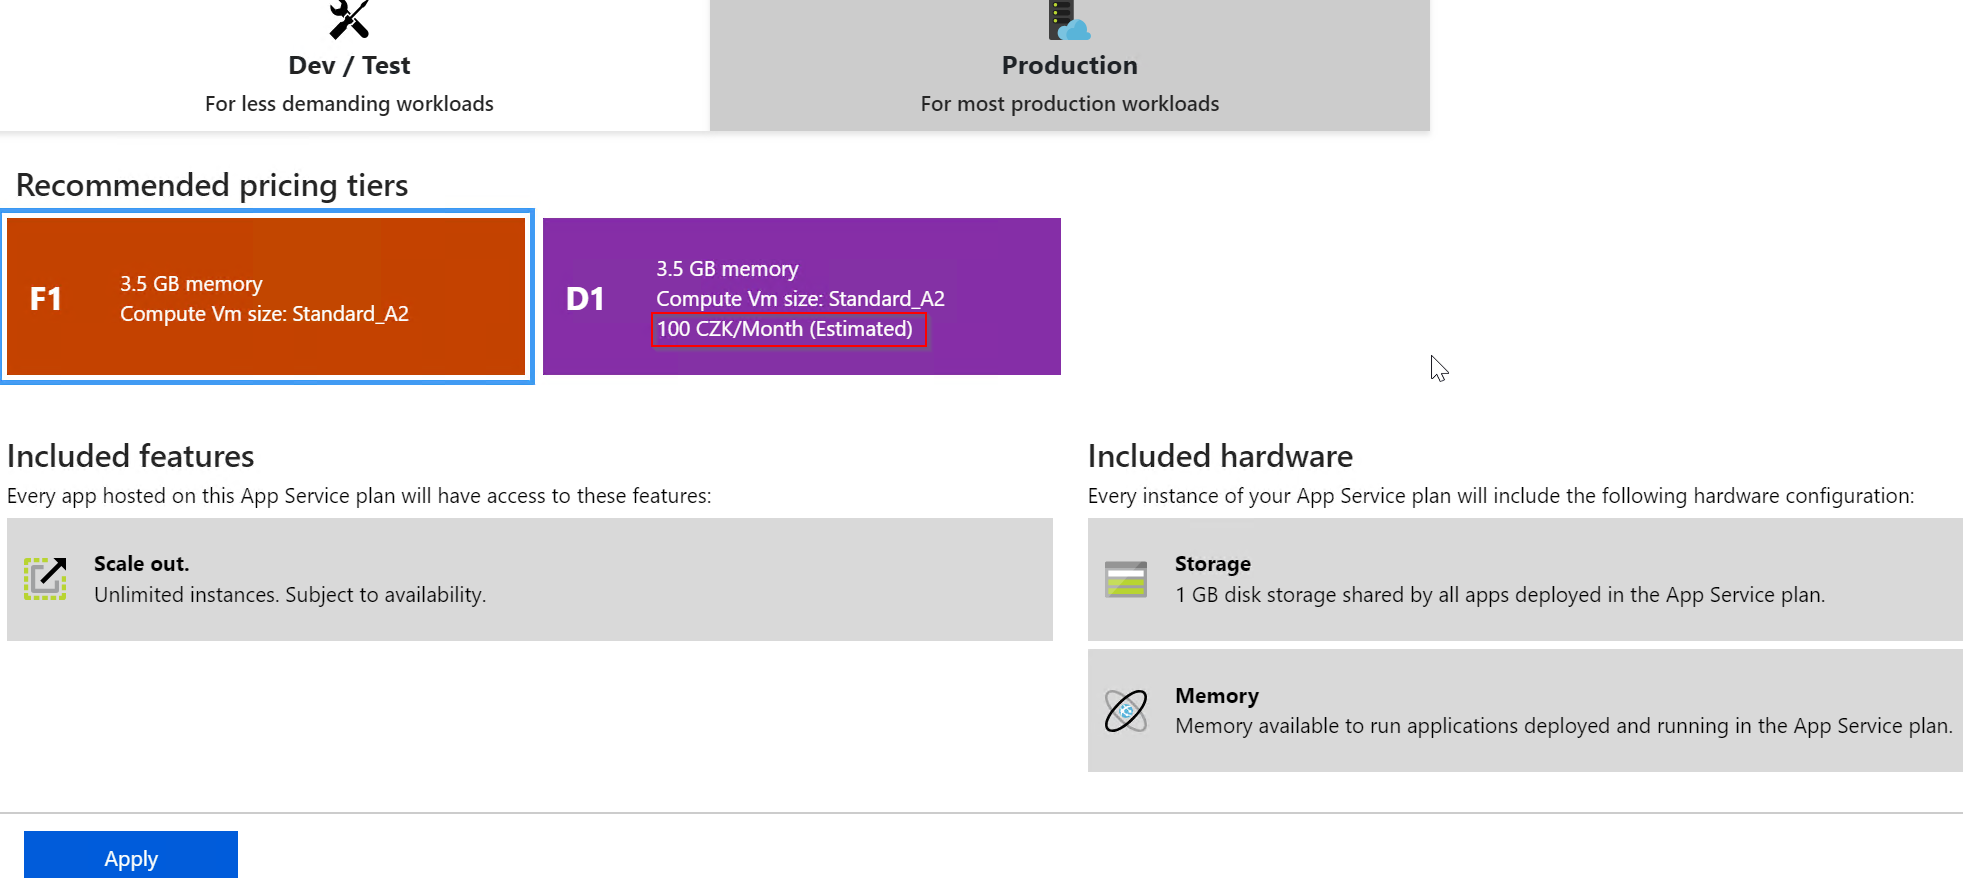 Dev / Test
For less demanding workloads
Production
For most production workloads
Recommended pricing tiers
F1
3.5 GB memory
Compute Vm size: Standard_A2
D1
3.5 GB memory
Compute Vm size: Standard_A2
100 CZK/Month (Estimated)
Included features
Every app hosted on this App Service plan will have access to these features:
Scale out.
Unlimited instances. Subject to availability.
Included hardware
Every instance of your App Service plan will include the following hardware configuration:
Storage
1 GB disk storage shared by all apps deployed in the App Service plan.
Memory
Memory available to run applications deployed and running in the App Service plan.
Apply